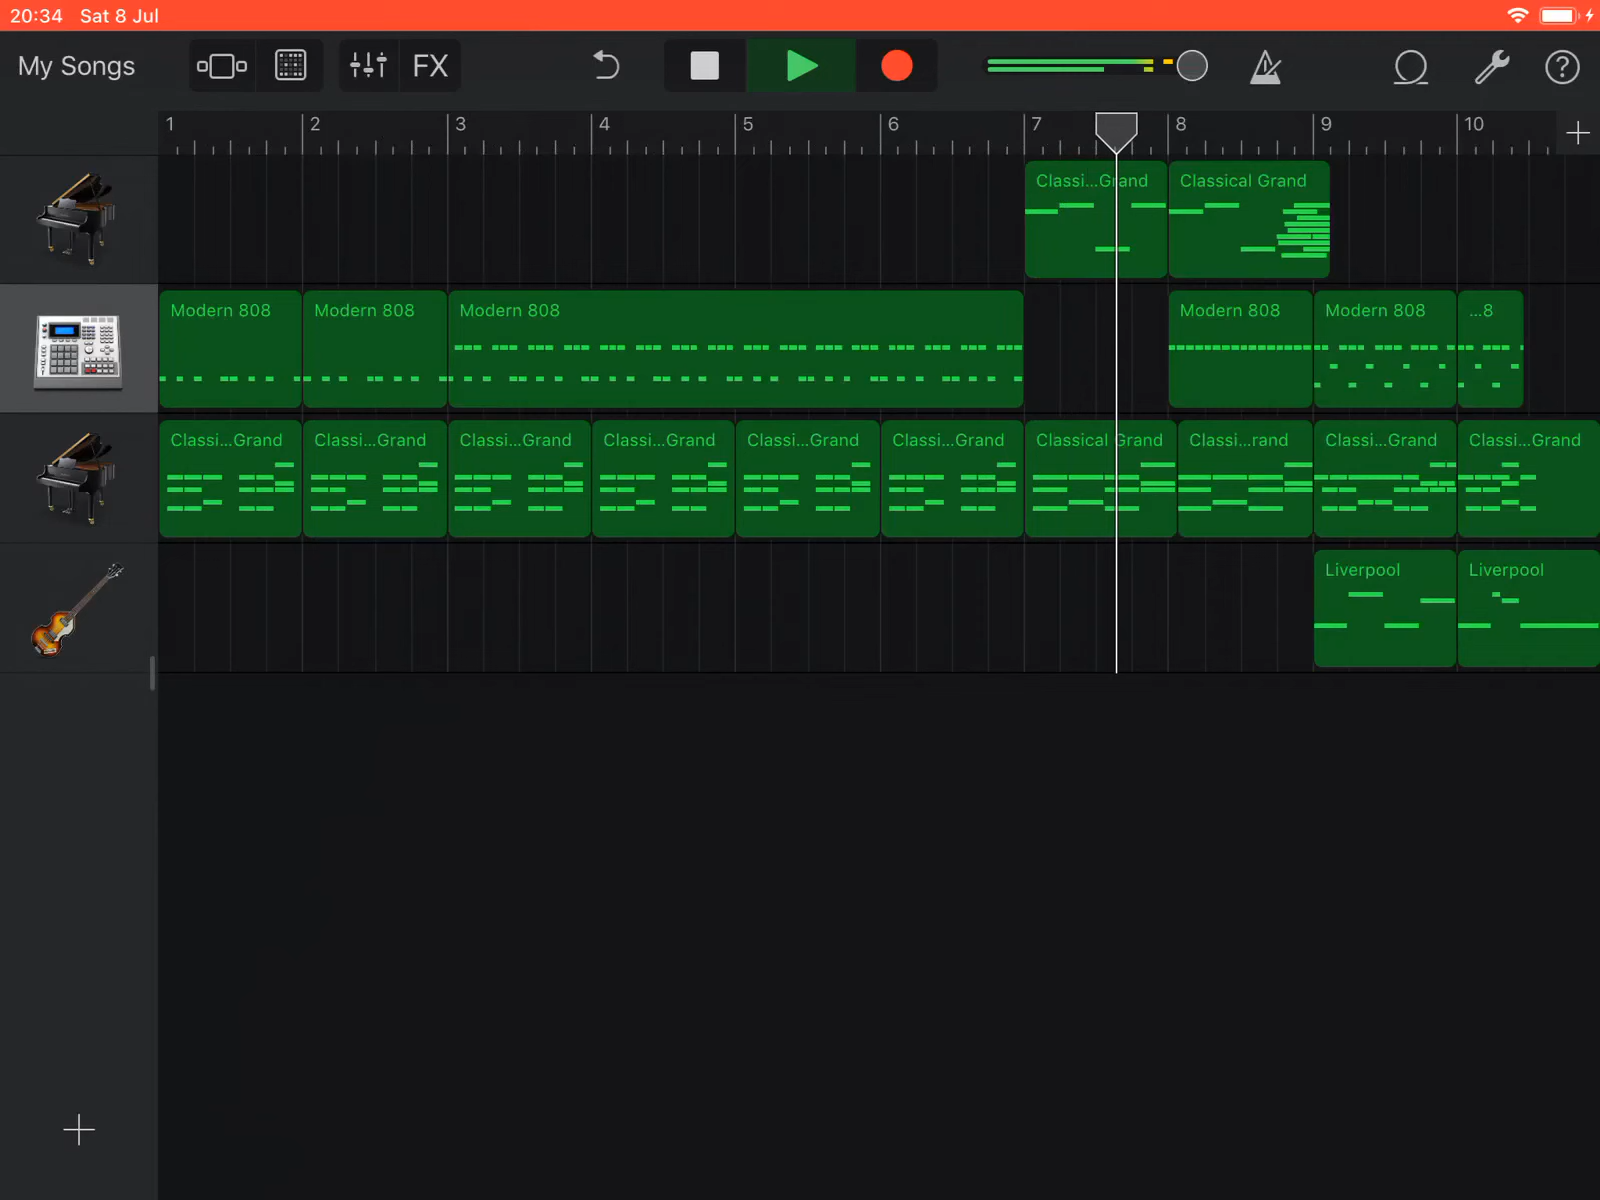 20:34 Sat 8 Jul
My Songs FX ?
1 2 3 4 5 6 7 8 9 10
Classi...Grand Classical Grand
Modern 808 Modern 808 Modern 808 Modern 808 Modern 808 ...8
Classi...Grand Classi...Grand Classi...Grand Classi...Grand Classi...Grand Classi...Grand Classical Grand Classi...rand Classi...Grand Classi...Grand
Liverpool Liverpool